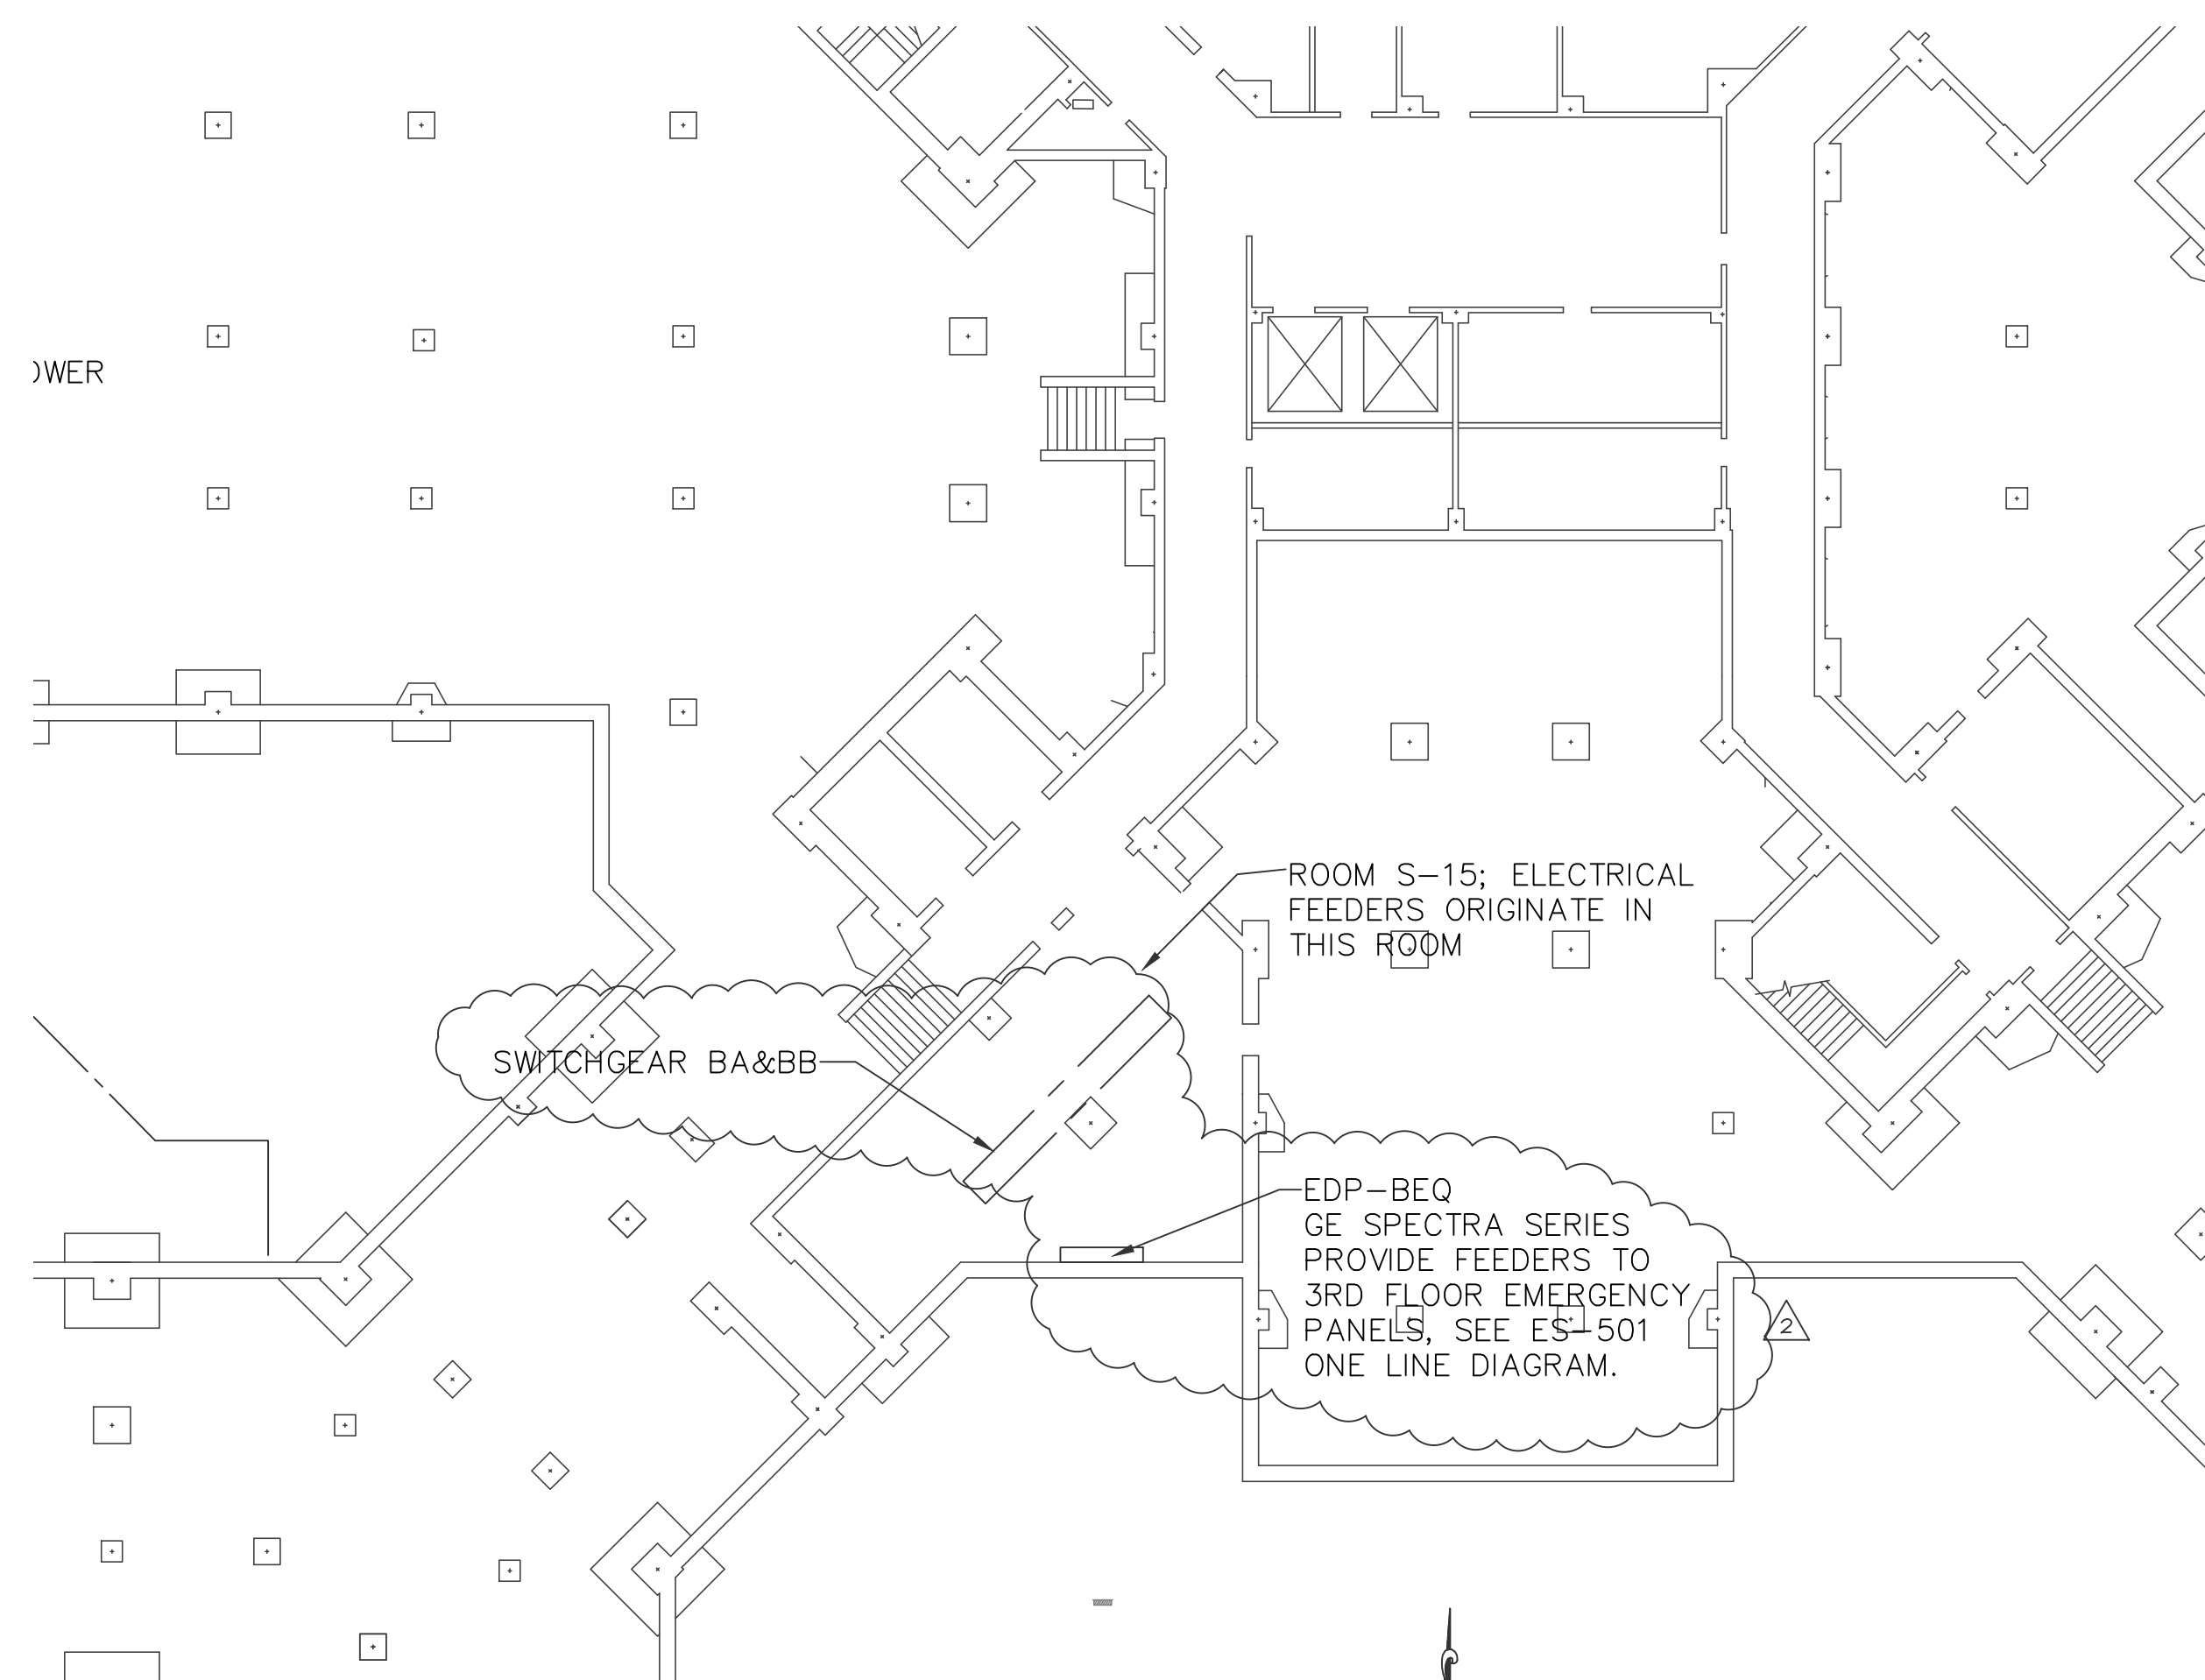 OWER
ROOM S-15; ELECTRICAL
FEEDERS ORIGINATE IN
THIS ROOM
SWITCHGEAR BA&BB
EDP-BEQ
GE SPECTRA SERIES
PROVIDE FEEDERS TO
3RD FLOOR EMERGENCY
PANELS, SEE ES-501
ONE LINE DIAGRAM.
2